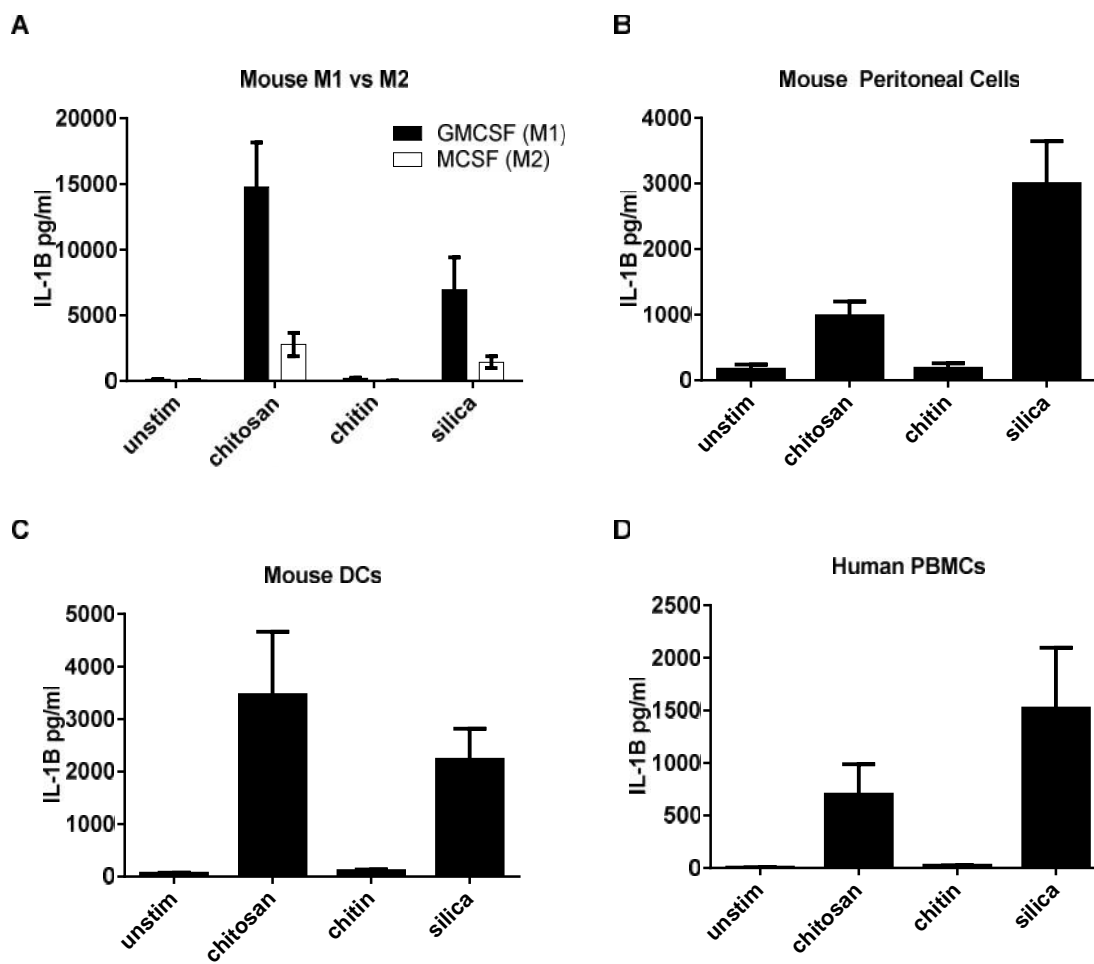 A
Mouse M1 vs M2
GMCSF (M1)
MCSF (M2)
20000
15000
10000
5000
0
IL-1B pg/ml
unstim
chitosan
chitin
silica
B
Mouse Peritoneal Cells
4000
3000
2000
1000
0
IL-1B pg/ml
unstim
chitosan
chitin
silica
C
Mouse DCs
5000
4000
3000
2000
1000
0
IL-1B pg/ml
unstim
chitosan
chitin
silica
D
Human PBMCs
2500
2000
1500
1000
500
0
IL-1B pg/ml
unstim
chitosan
chitin
silica